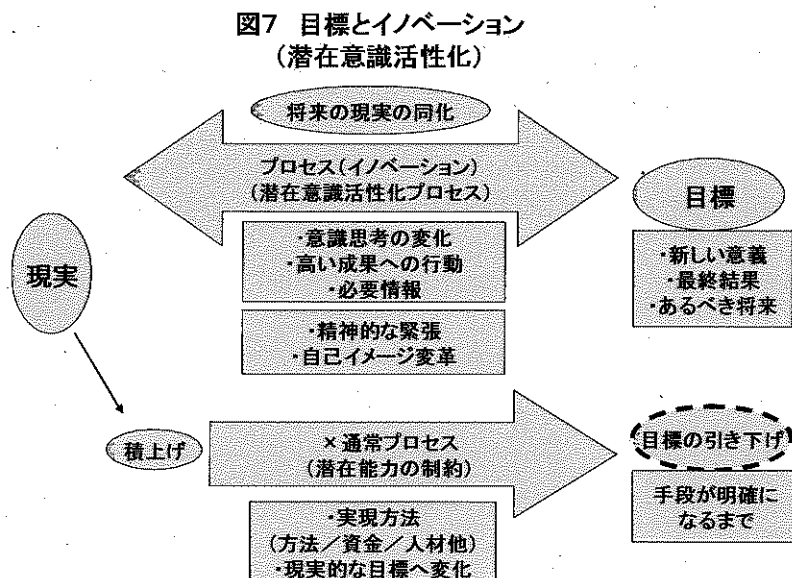 図7 目標とイノベーション
(潜在意識活性化)
将来の現実の同化
プロセス(イノベーション)
(潜在意識活性化プロセス)
目標
現実
・意識思考の変化
・高い成果への行動
・必要情報
・新しい意義
・最終結果
・あるべき将来
・精神的な緊張
・自己イメージ変革
積上げ
×通常プロセス
(潜在能力の制約)
目標の引き下げ
手段が明確に
なるまで
・実現方法
(方法/資金/人材他)
・現実的な目標へ変化